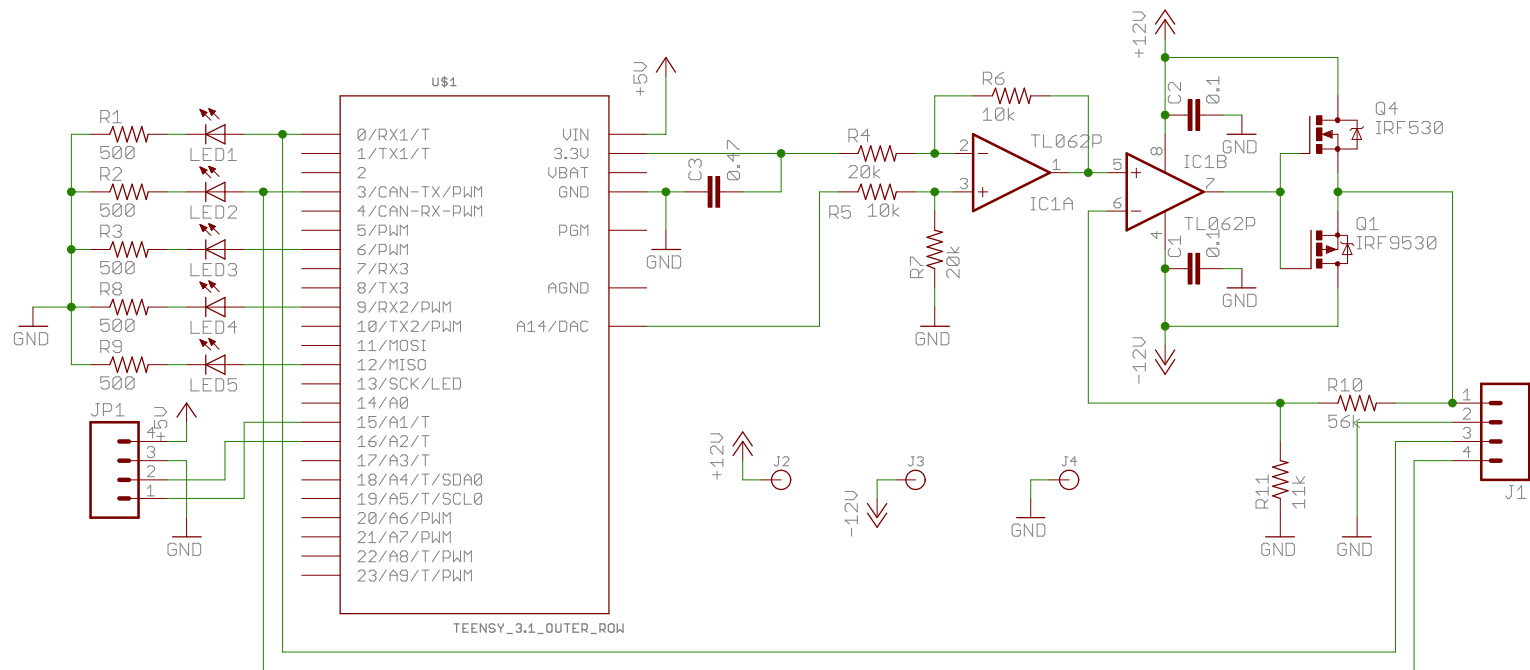 U$1
+5V
+12V
R1
500
LED1
R2
500
LED2
R3
500
LED3
R8
500
LED4
R9
500
LED5
GND
0/RX1/T
1/TX1/T
2
3/CAN-TX/PWM
4/CAN-RX-PWM
5/PWM
6/PWM
7/RX3
8/TX3
9/RX2/PWM
10/TX2/PWM
11/MOSI
12/MISO
13/SCK/LED
14/A0
15/A1/T
16/A2/T
17/A3/T
18/A4/T/SDA0
19/A5/T/SCL0
20/A6/PWM
21/A7/PWM
22/A8/T/PWM
23/A9/T/PWM
VIN
3.3V
VBAT
GND
PGM
AGND
A14/DAC
TEENSY_3.1_OUTER_ROW
JP1
+5V
4
3
2
1
GND
C3
0.47
GND
R4
20k
R5
10k
R6
10k
R7
20k
GND
2
3
1
TL062P
IC1A
C2
0.1
GND
8
IC1B
5
6
7
4
TL062P
C1
0.1
GND
-12V
Q4
IRF530
Q1
IRF9530
R10
56k
R11
11k
GND
GND
1
2
3
4
J1
+12V
J2
-12V
J3
J4
GND